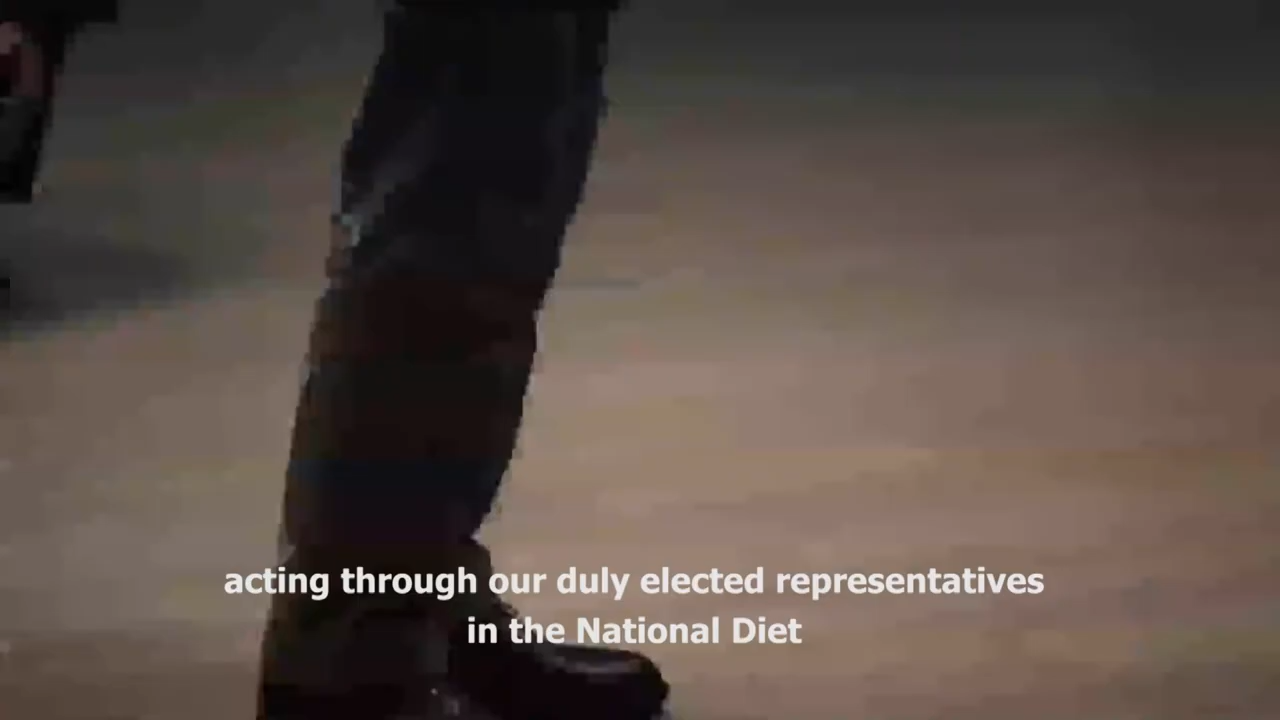 acting through our duly elected representatives
in the National Diet